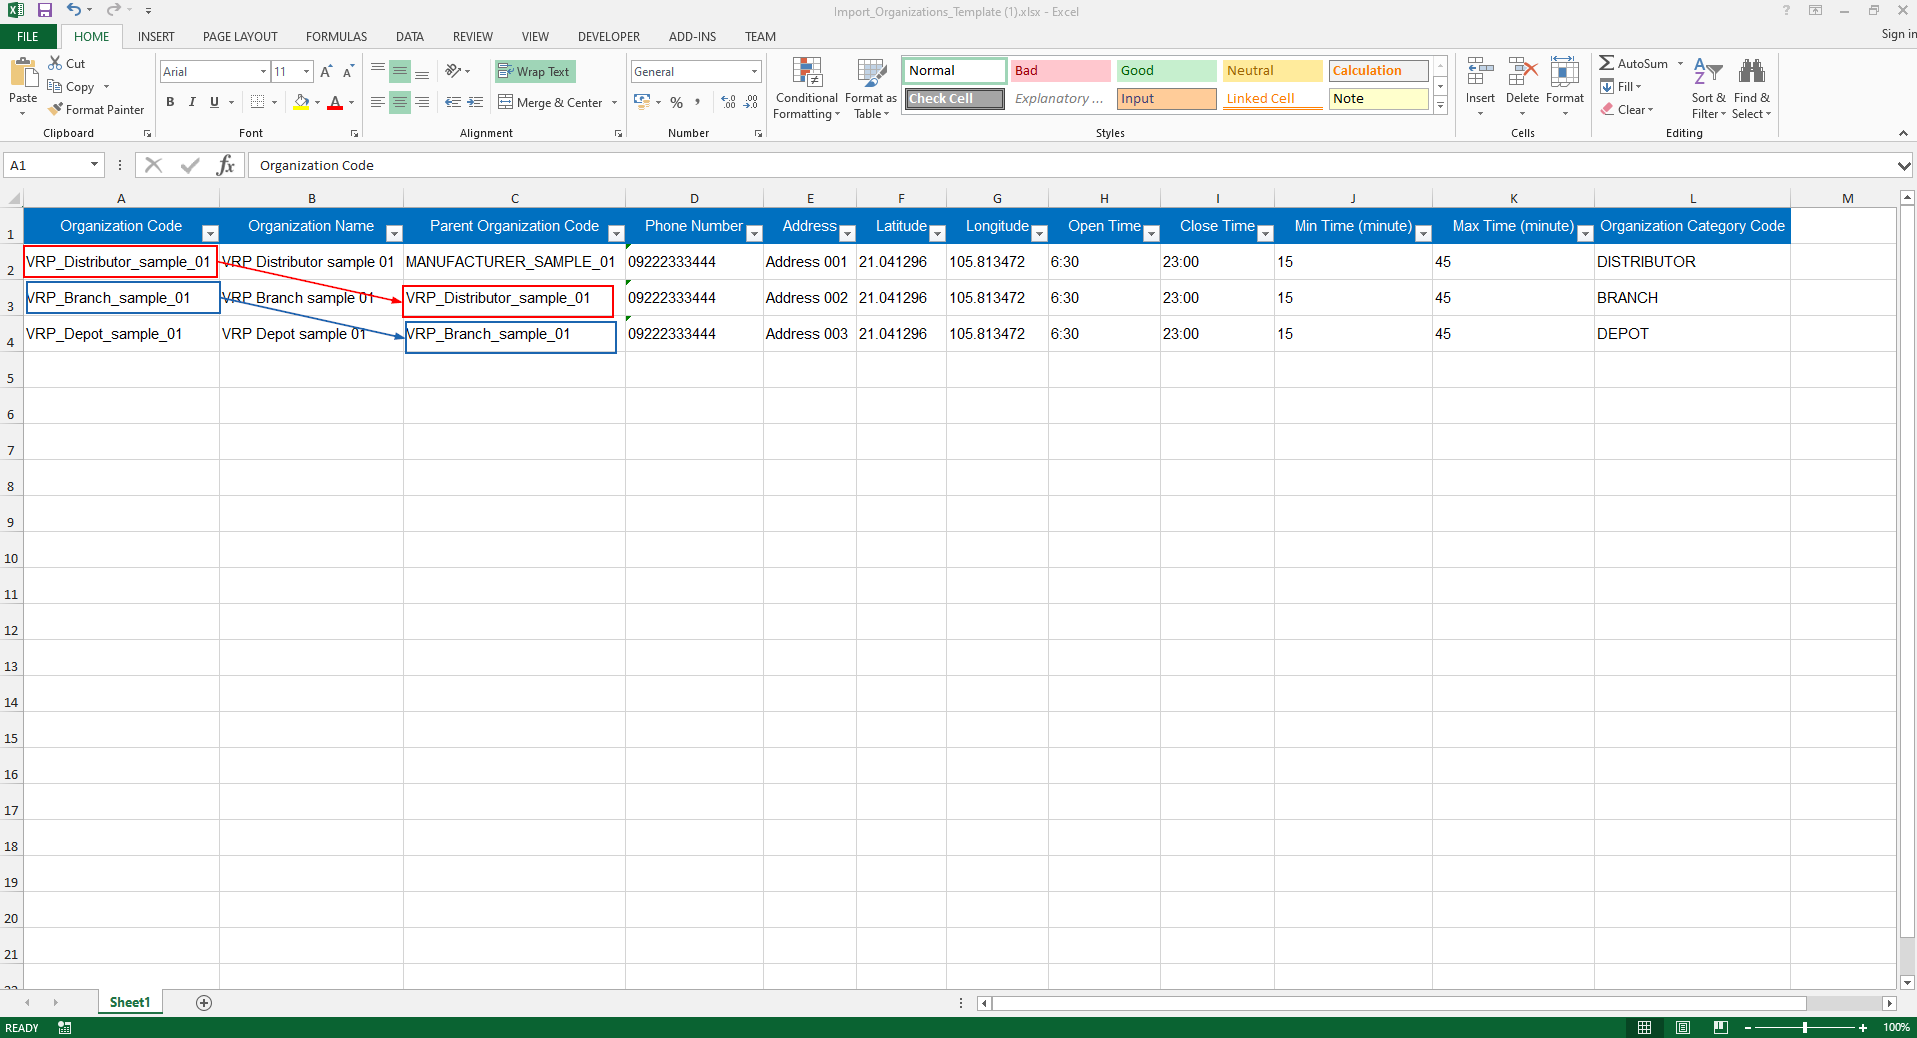 Import_Organizations_Template (1).xlsx - Excel
?
FILE HOME INSERT PAGE LAYOUT FORMULAS DATA REVIEW VIEW DEVELOPER ADD-INS TEAM Sign in
Paste Cut Copy Format Painter Clipboard
Arial 11 A A B I U A Font
Wrap Text Merge & Center Alignment
General % , Number
Conditional Formatting Format as Table
Normal Bad Good Neutral Calculation
Check Cell Explanatory ... Input Linked Cell Note
Styles
Insert Delete Format Cells
AutoSum Fill Clear Sort & Filter Find & Select Editing
A1 fx Organization Code
A B C D E F G H I J K L M
1 Organization Code Organization Name Parent Organization Code Phone Number Address Latitude Longitude Open Time Close Time Min Time (minute) Max Time (minute) Organization Category Code
2 VRP_Distributor_sample_01 VRP Distributor sample 01 MANUFACTURER_SAMPLE_01 09222333444 Address 001 21.041296 105.813472 6:30 23:00 15 45 DISTRIBUTOR
3 VRP_Branch_sample_01 VRP Branch sample 01 VRP_Distributor_sample_01 09222333444 Address 002 21.041296 105.813472 6:30 23:00 15 45 BRANCH
4 VRP_Depot_sample_01 VRP Depot sample 01 VRP_Branch_sample_01 09222333444 Address 003 21.041296 105.813472 6:30 23:00 15 45 DEPOT
5
6
7
8
9
10
11
12
13
14
15
16
17
18
19
20
21
22
Sheet1
READY 100%